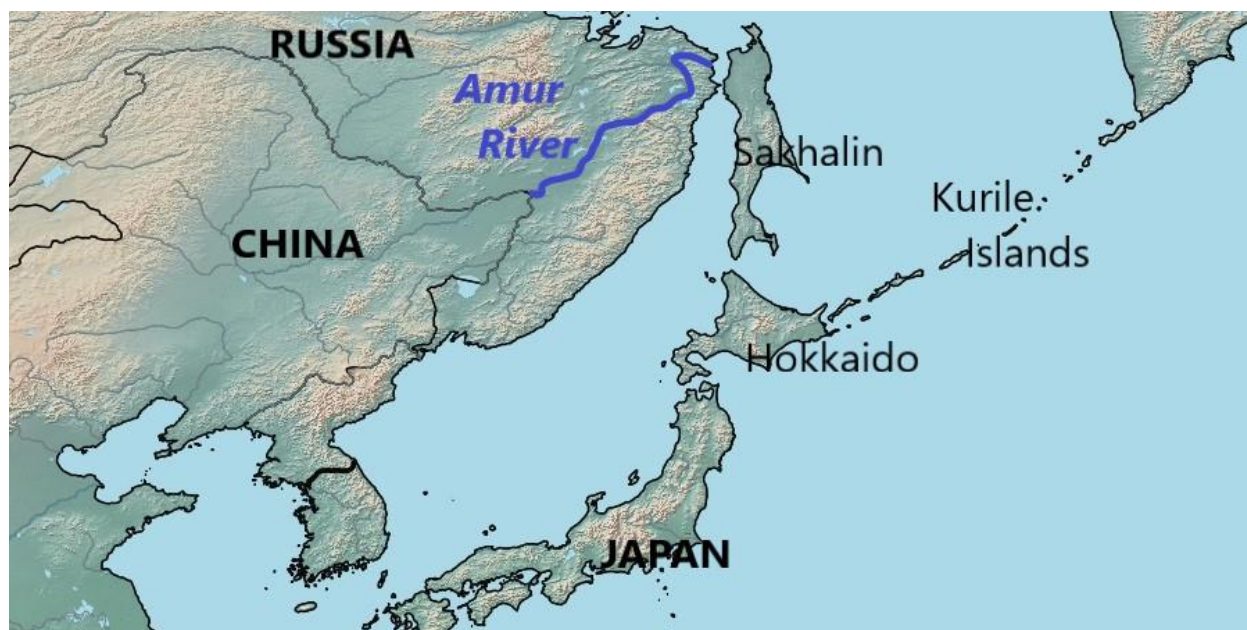 RUSSIA
Amur
River
Sakhalin
Kurile
CHINA
Islands
Hokkaido
JAPAN